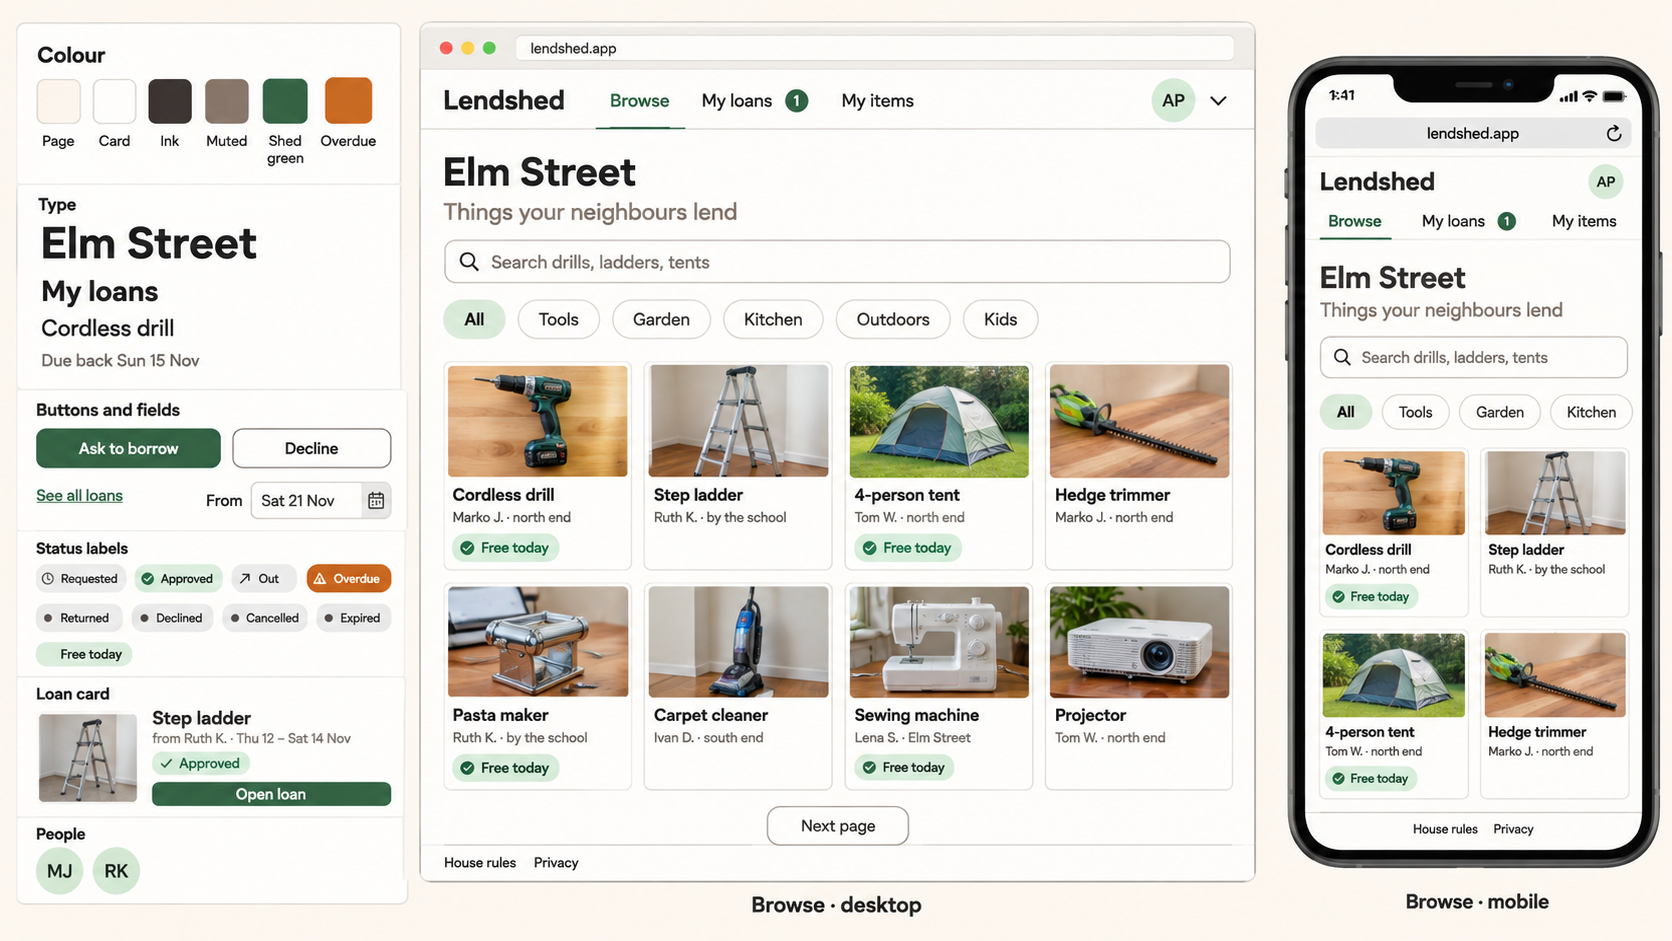 Colour
Page
Card
Ink
Muted
Shed green
Overdue
Type
Elm Street
My loans
Cordless drill
Due back Sun 15 Nov
Buttons and fields
Ask to borrow
Decline
See all loans
From
Sat 21 Nov
Status labels
Requested
Approved
Out
Overdue
Returned
Declined
Cancelled
Expired
Free today
Loan card
Step ladder
from Ruth K. · Thu 12 – Sat 14 Nov
Approved
Open loan
People
MJ
RK
lendshed.app
Lendshed
Browse
My loans 1
My items
AP
Elm Street
Things your neighbours lend
Search drills, ladders, tents
All
Tools
Garden
Kitchen
Outdoors
Kids
Cordless drill
Marko J. · north end
Free today
Step ladder
Ruth K. · by the school
4-person tent
Tom W. · north end
Free today
Hedge trimmer
Marko J. · north end
Pasta maker
Ruth K. · by the school
Free today
Carpet cleaner
Ivan D. · south end
Sewing machine
Lena S. · Elm Street
Free today
Projector
Tom W. · north end
Next page
House rules
Privacy
Browse · desktop
1:41
lendshed.app
Lendshed
AP
Browse
My loans 1
My items
Elm Street
Things your neighbours lend
Search drills, ladders, tents
All
Tools
Garden
Kitchen
Cordless drill
Marko J. · north end
Free today
Step ladder
Ruth K. · by the school
4-person tent
Tom W. · north end
Free today
Hedge trimmer
Marko J. · north end
House rules
Privacy
Browse · mobile